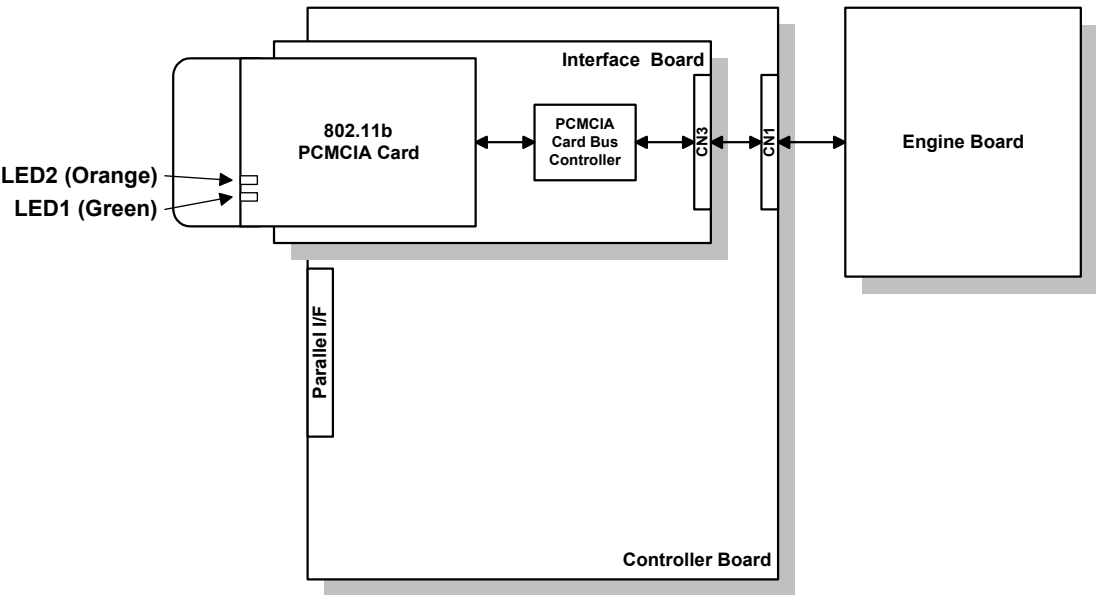 Interface Board
802.11b
PCMCIA Card
PCMCIA
Card Bus
Controller
CN3
CN1
Engine Board
LED2 (Orange)
LED1 (Green)
Parallel I/F
Controller Board